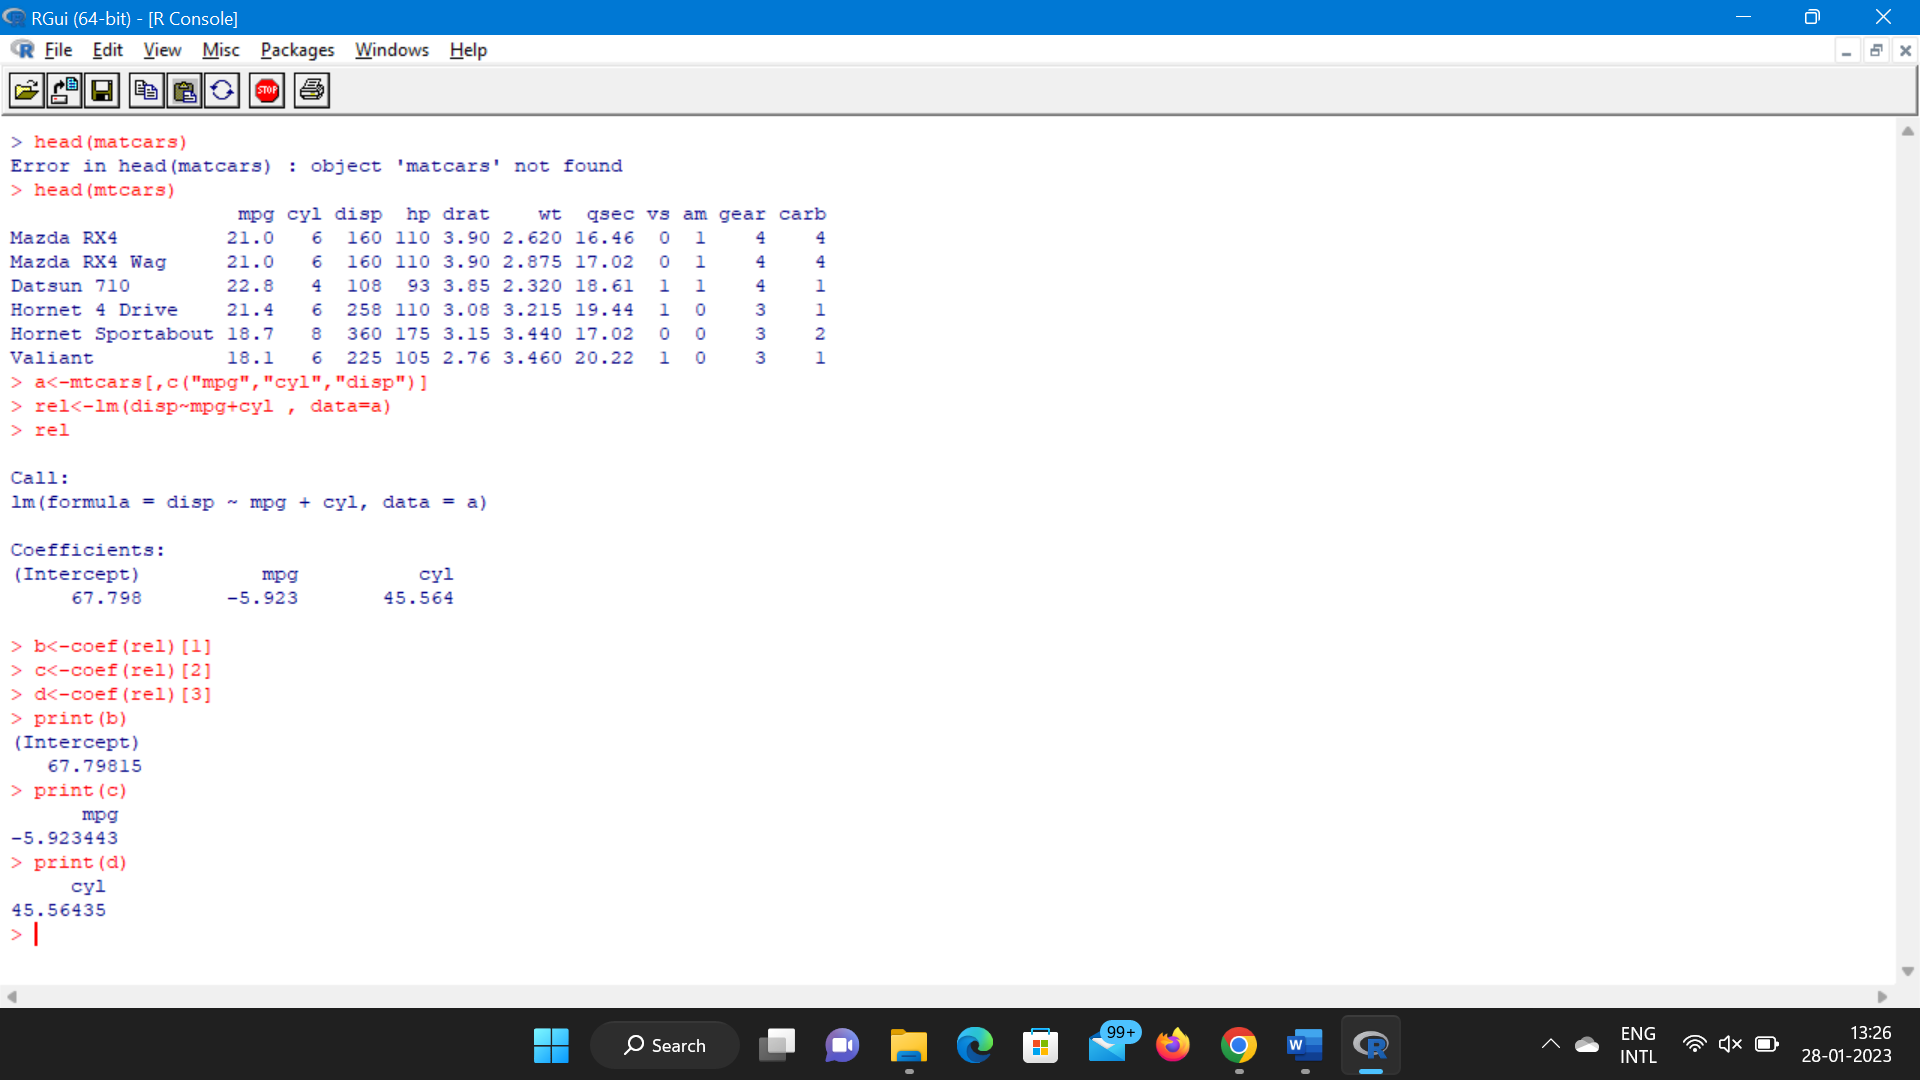 RGui (64-bit) - [R Console]
File Edit View Misc Packages Windows Help
STOP
> head(matcars)
Error in head(matcars) : object 'matcars' not found
> head(mtcars)
                   mpg cyl disp  hp drat    wt  qsec vs am gear carb
Mazda RX4         21.0   6  160 110 3.90 2.620 16.46  0  1    4    4
Mazda RX4 Wag     21.0   6  160 110 3.90 2.875 17.02  0  1    4    4
Datsun 710        22.8   4  108  93 3.85 2.320 18.61  1  1    4    1
Hornet 4 Drive    21.4   6  258 110 3.08 3.215 19.44  1  0    3    1
Hornet Sportabout 18.7   8  360 175 3.15 3.440 17.02  0  0    3    2
Valiant           18.1   6  225 105 2.76 3.460 20.22  1  0    3    1
> a<-mtcars[,c("mpg","cyl","disp")]
> rel<-lm(disp~mpg+cyl , data=a)
> rel
Call:
lm(formula = disp ~ mpg + cyl, data = a)
Coefficients:
(Intercept)          mpg          cyl
     67.798       -5.923       45.564
> b<-coef(rel)[1]
> c<-coef(rel)[2]
> d<-coef(rel)[3]
> print(b)
(Intercept)
   67.79815
> print(c)
      mpg
-5.923443
> print(d)
     cyl
45.56435
>
Search
99+
W
R
ENG
INTL
13:26
28-01-2023